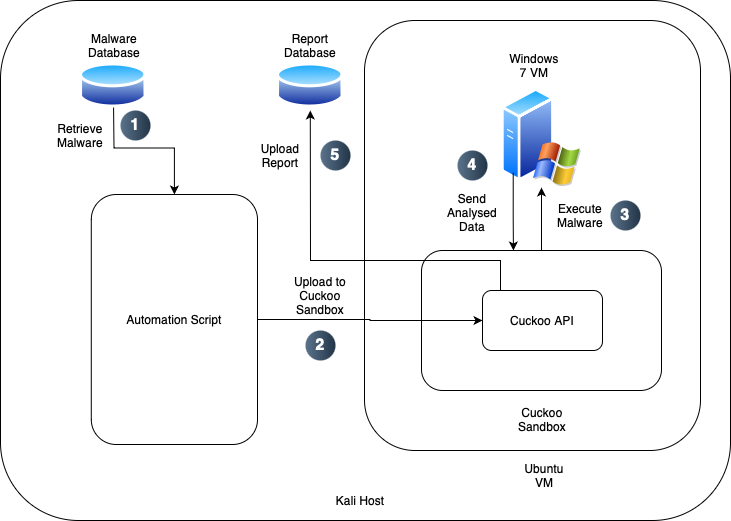 Malware
Database
Report
Database
Windows
7 VM
1
Retrieve
Malware
Upload
Report
5
4
Send
Analysed
Data
Execute
Malware
3
Upload to
Cuckoo
Sandbox
Automation Script
Cuckoo API
2
Cuckoo
Sandbox
Ubuntu
VM
Kali Host